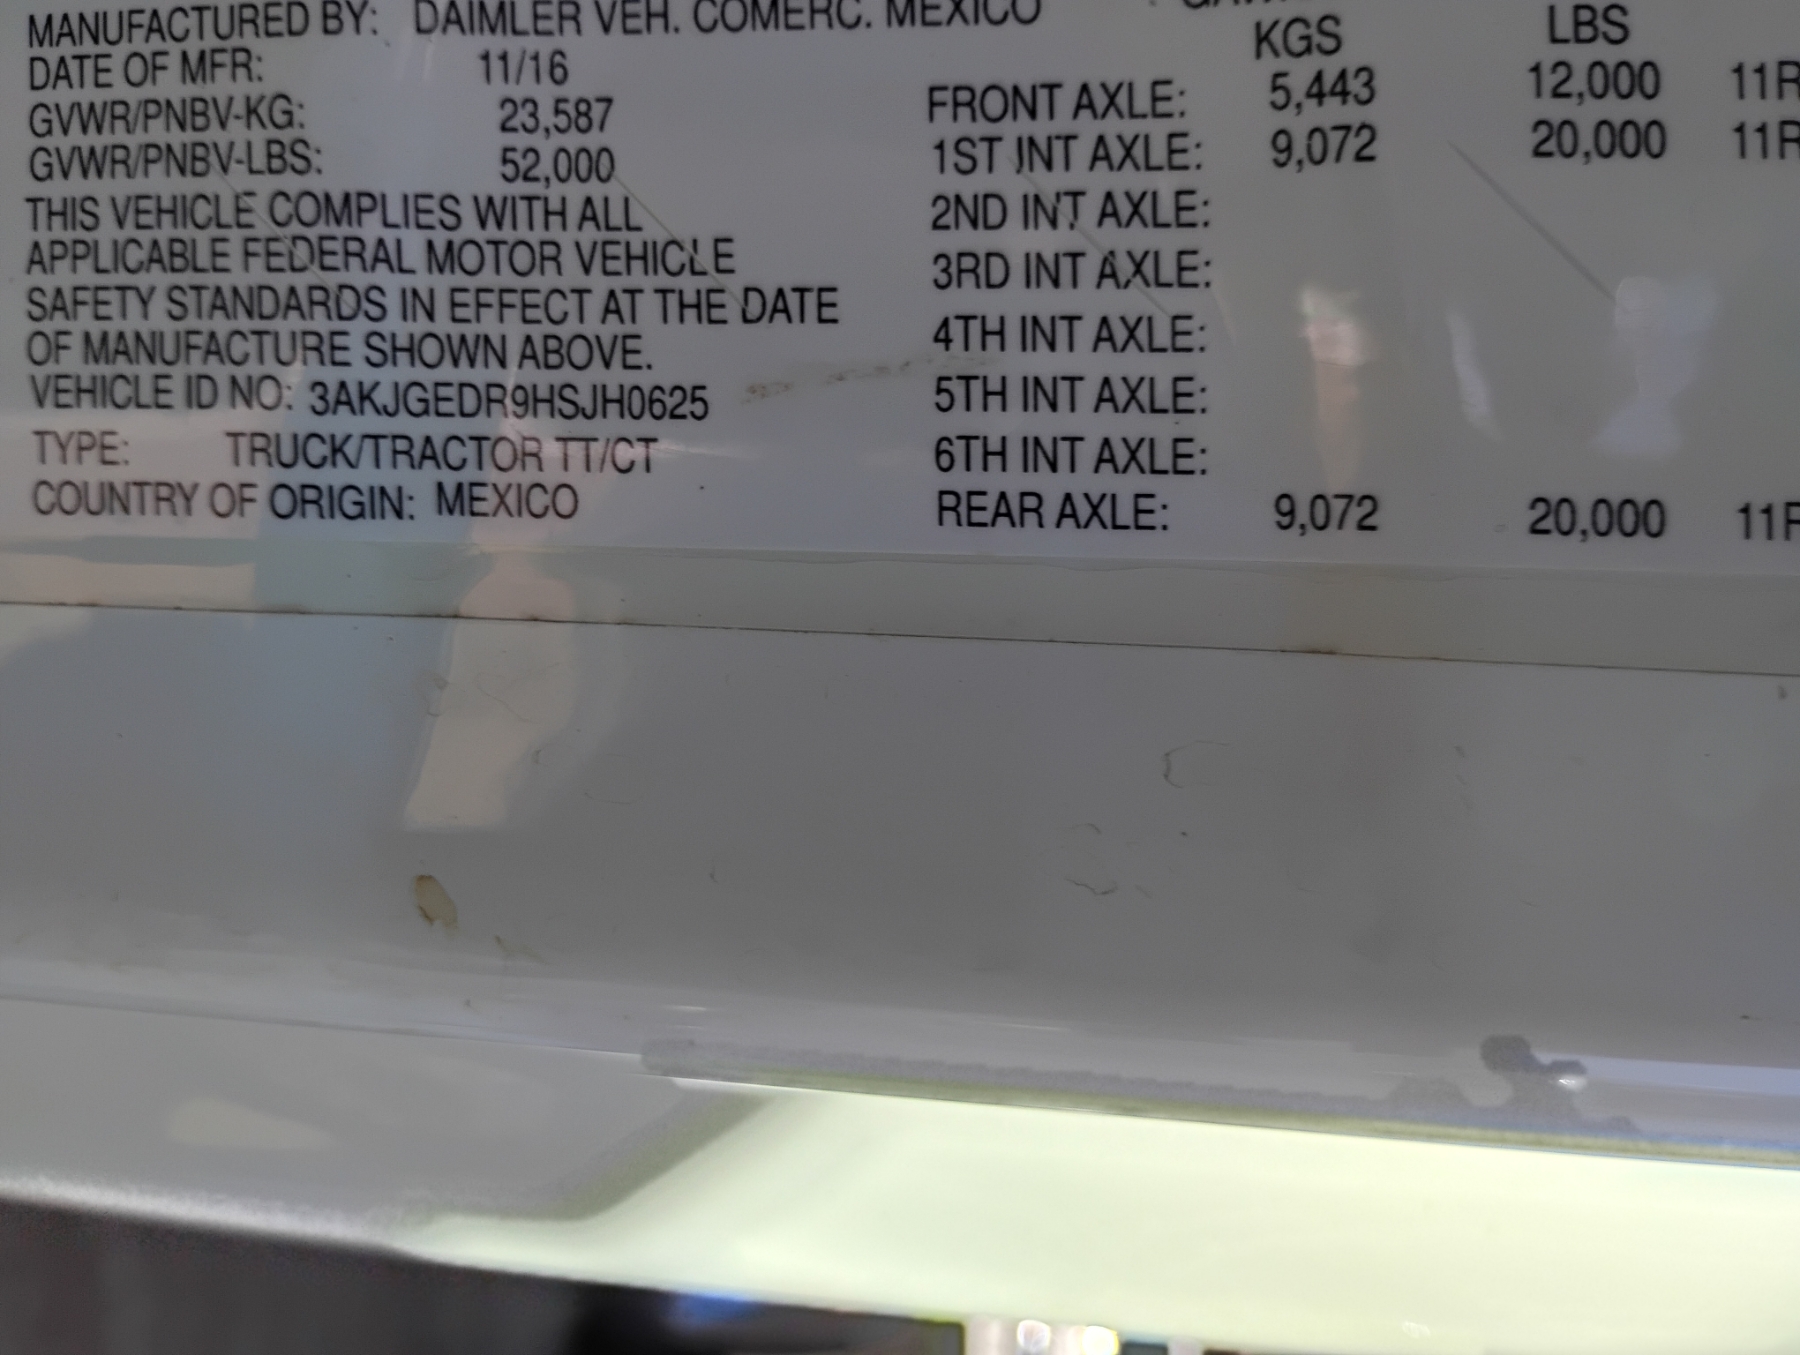 MANUFACTURED BY: DAIMLER VEH. COMERC. MEXICO
DATE OF MFR: 11/16
GVWR/PNBV-KG: 23,587
GVWR/PNBV-LBS: 52,000
THIS VEHICLE COMPLIES WITH ALL
APPLICABLE FEDERAL MOTOR VEHICLE
SAFETY STANDARDS IN EFFECT AT THE DATE
OF MANUFACTURE SHOWN ABOVE.
VEHICLE ID NO: 3AKJGEDR9HSJH0625
TYPE: TRUCK/TRACTOR TT/CT
COUNTRY OF ORIGIN: MEXICO
KGS LBS
FRONT AXLE: 5,443 12,000 11R
1ST INT AXLE: 9,072 20,000 11R
2ND INT AXLE:
3RD INT AXLE:
4TH INT AXLE:
5TH INT AXLE:
6TH INT AXLE:
REAR AXLE: 9,072 20,000 11R